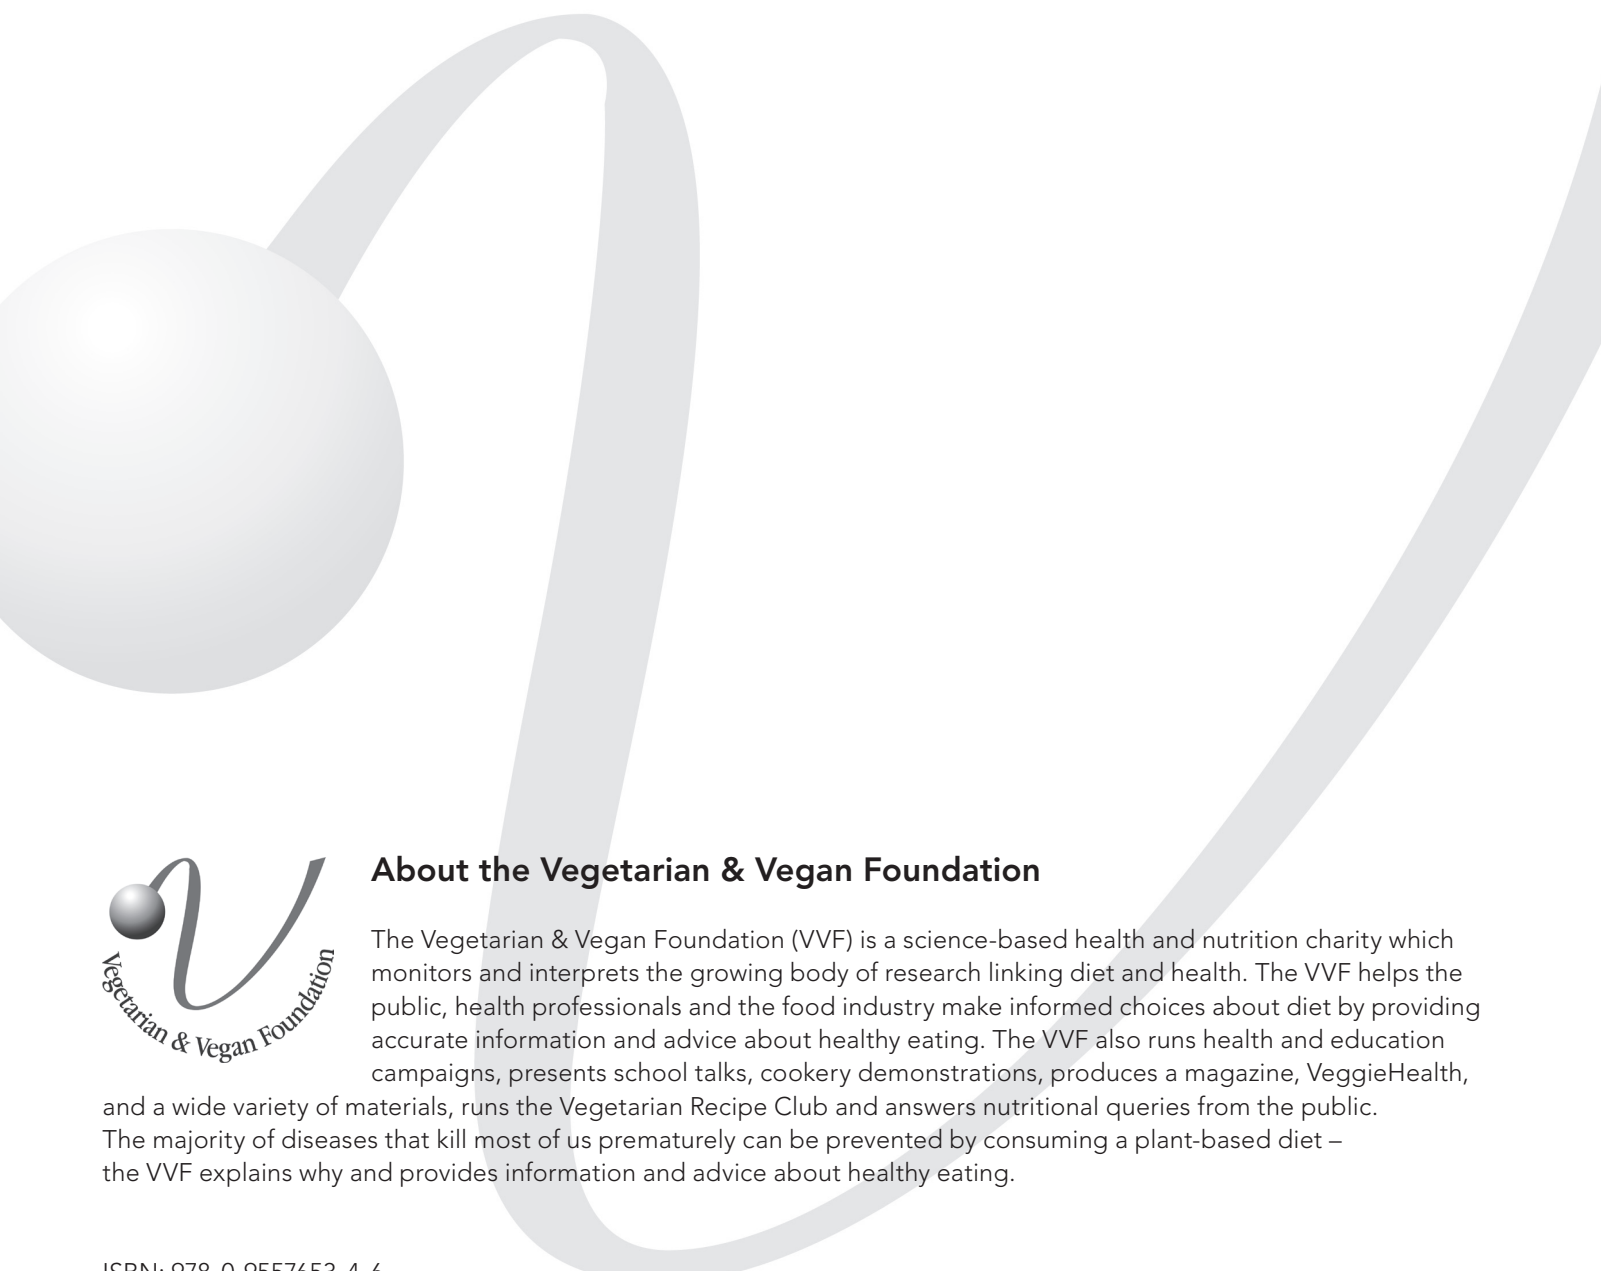 About the Vegetarian & Vegan Foundation
Vegetarian & Vegan Foundation
The Vegetarian & Vegan Foundation (VVF) is a science-based health and nutrition charity which
monitors and interprets the growing body of research linking diet and health. The VVF helps the
public, health professionals and the food industry make informed choices about diet by providing
accurate information and advice about healthy eating. The VVF also runs health and education
campaigns, presents school talks, cookery demonstrations, produces a magazine, VeggieHealth,
and a wide variety of materials, runs the Vegetarian Recipe Club and answers nutritional queries from the public.
The majority of diseases that kill most of us prematurely can be prevented by consuming a plant-based diet –
the VVF explains why and provides information and advice about healthy eating.
ISBN: 978-0-9557653-4-6